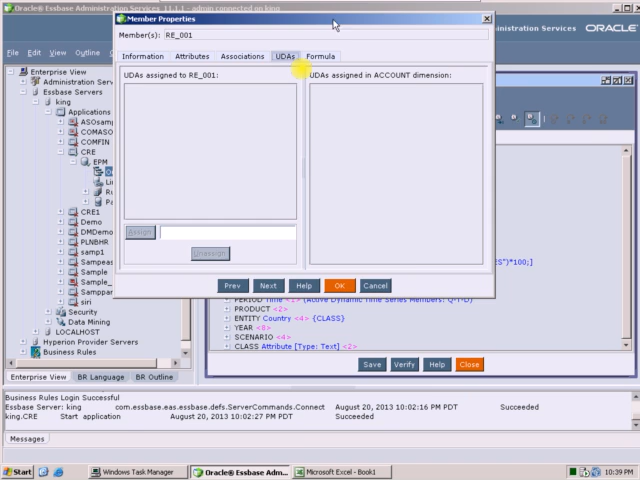 Oracle® Essbase Administration Services 11.1.1 - admin connected on king
Member Properties
Member(s): RE_001
Administration Services ORACLE
File Edit View Outline
Information Attributes Associations UDAs Formula
UDAs assigned to RE_001:
UDAs assigned in ACCOUNT dimension:
Assign
Unassign
Prev Next Help OK Cancel
Enterprise View
Administration Serv
Essbase Servers
king
Applications
ASOsamp
COMASO
COMFIN
CRE
EPM
CRE1
Demo
DMDemo
PLNBHR
samp1
Sampeas
Sample
Sample_
Samppar
siri
Security
Data Mining
LOCALHOST
Hyperion Provider Servers
Business Rules
ES")*100;]
PERIOD Time <1> (Active Dynamic Time Series Members: Q-T-D)
PRODUCT <2>
ENTITY Country <4> {CLASS}
YEAR <8>
SCENARIO <4>
CLASS Attribute [Type: Text] <2>
Save Verify Help Close
Enterprise View BR Language BR Outline
Business Rules Login Successful
Essbase Server: king com.essbase.eas.essbase.defs.ServerCommands.Connect August 20, 2013 10:02:16 PM PDT Succeeded
king.CRE Start application August 20, 2013 10:02:27 PM PDT Succeeded
Messages
Start Windows Task Manager Oracle® Essbase Adm... Microsoft Excel - Book1 10:39 PM